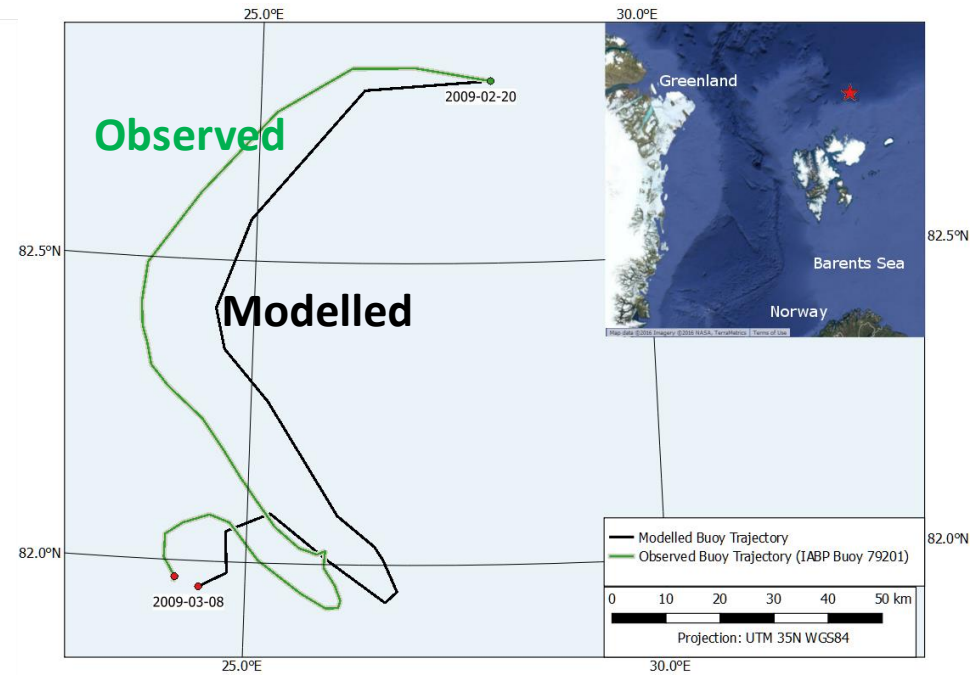 25.0°E
30.0°E
Greenland
2009-02-20
Observed
82.5°N
82.5°N
Barents Sea
Modelled
Norway
Map data ©2016 Imagery ©2016 NASA, TerraMetrics
Terms of Use
Modelled Buoy Trajectory
82.0°N
Observed Buoy Trajectory (IABP Buoy 79201)
82.0°N
2009-03-08
0 10 20 30 40 50 km
Projection: UTM 35N WGS84
25.0°E
30.0°E